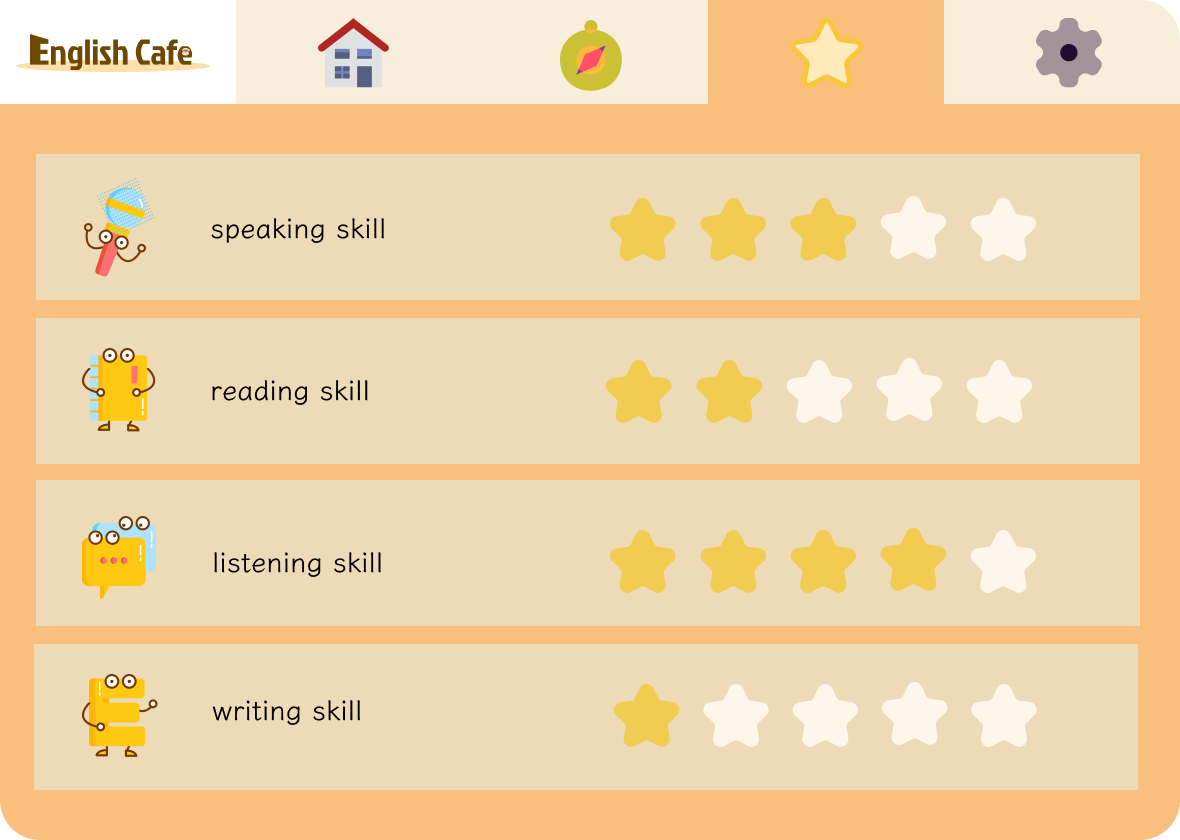 English Cafe
speaking skill
reading skill
listening skill
writing skill